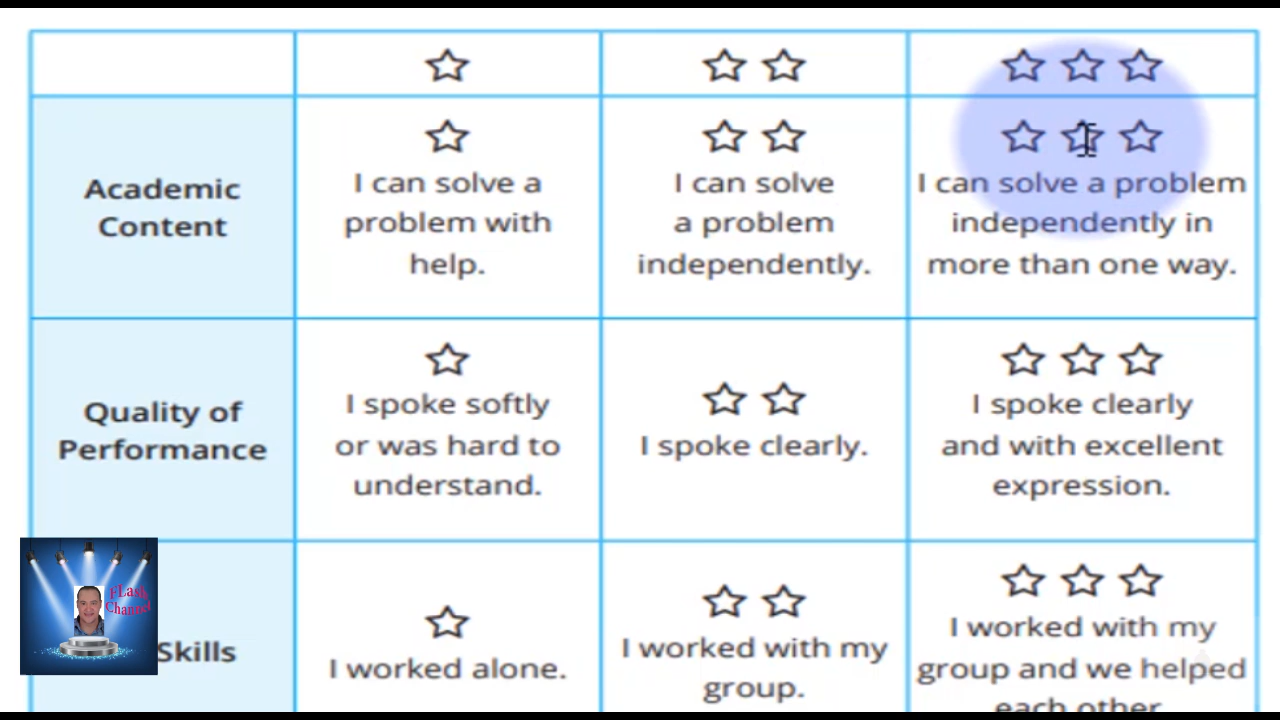 Academic
Content
I can solve a
problem with
help.
I can solve
a problem
independently.
I can solve a problem
independently in
more than one way.
Quality of
Performance
I spoke softly
or was hard to
understand.
I spoke clearly.
I spoke clearly
and with excellent
expression.
Skills
I worked alone.
I worked with my
group.
I worked with my
group and we helped
each other
fLash
Channel